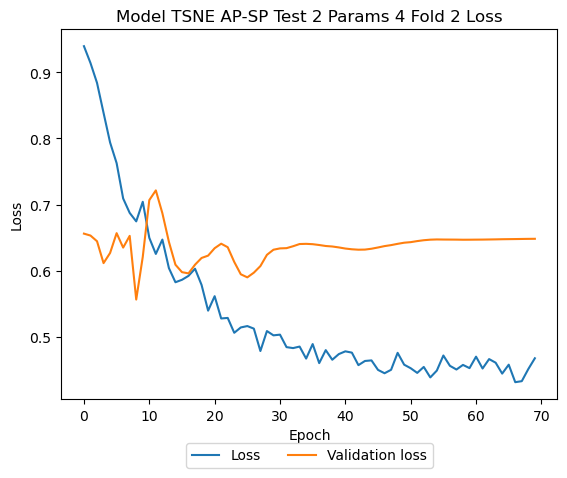 Model TSNE AP-SP Test 2 Params 4 Fold 2 Loss
Loss
0.9
0.8
0.7
0.6
0.5
0 10 20 30 40 50 60 70
Epoch
Loss Validation loss